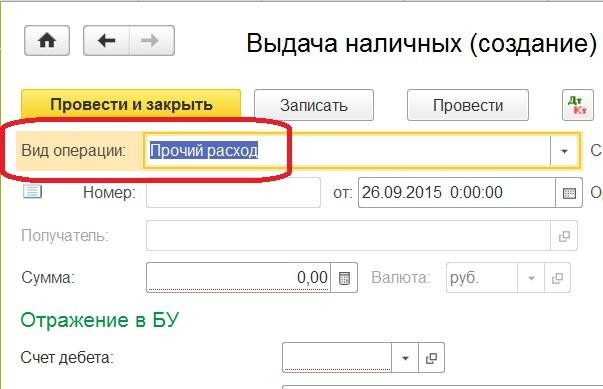 Выдача наличных (создание)
Провести и закрыть Записать Провести Дт Кт
Вид операции: Прочий расход С
Номер: от: 26.09.2015 0:00:00 О
Получатель:
Сумма: 0,00 Валюта: руб.
Отражение в БУ
Счет дебета: